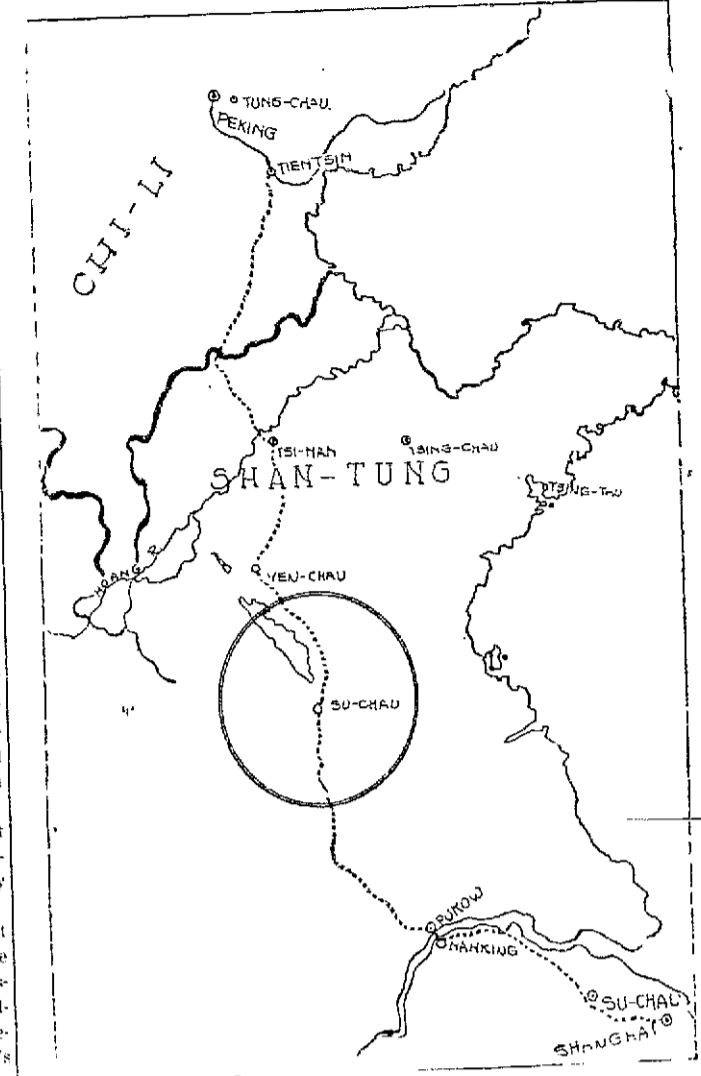 TUNG-CHAU.
PEKING
TIENTSIN
CHI-LI
TSI-NAN
TSING-CHAU
SHAN-TUNG
TSING-TAU
HOANG R.
YEN-CHAU
SU-CHAU
PUKOW
NANKING
SU-CHAU
SHANGHAI